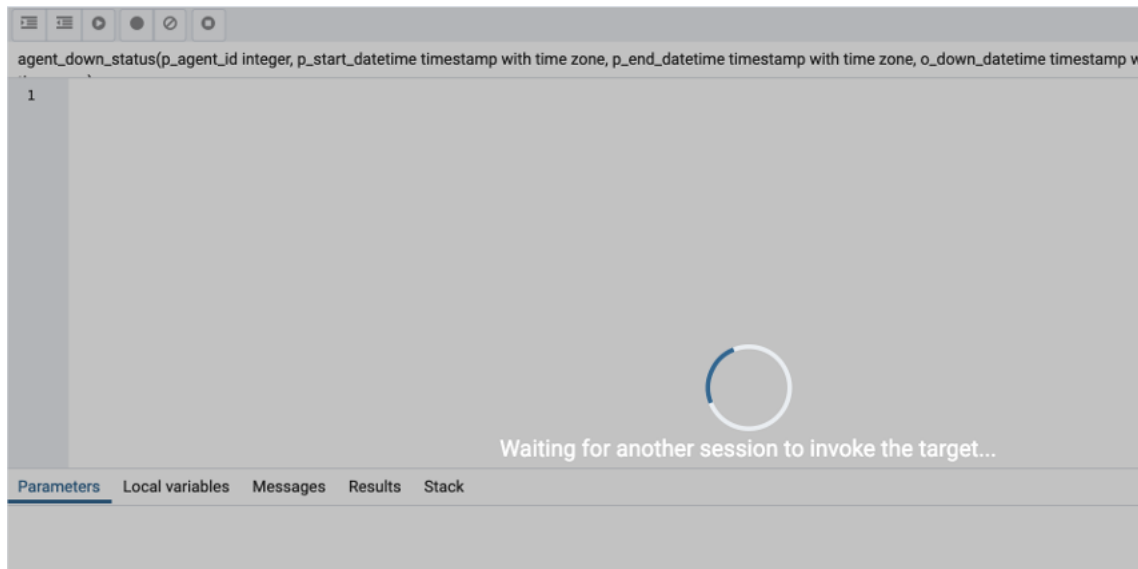 agent_down_status(p_agent_id integer, p_start_datetime timestamp with time zone, p_end_datetime timestamp with time zone, o_down_datetime timestamp w
1
Waiting for another session to invoke the target...
Parameters Local variables Messages Results Stack